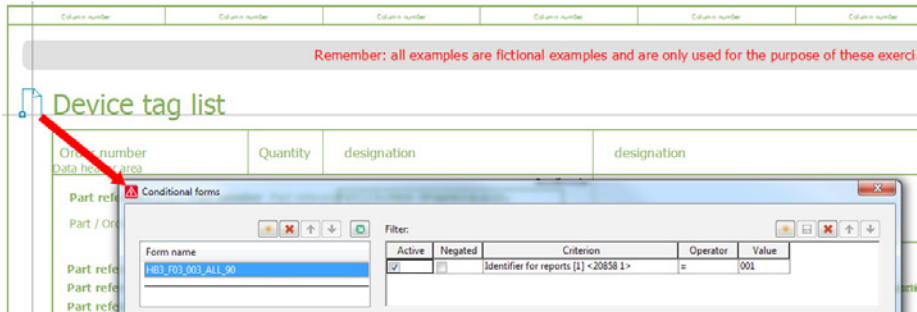 Column number Column number Column number Column number Column number Column number
Remember: all examples are fictional examples and are only used for the purpose of these exerci
Device tag list
Order number Quantity designation designation
Data header area
Part refe
Conditional forms
Part / Ord
Filter:
Form name
Active Negated Criterion Operator Value
HB3_F03_003_ALL_90
Identifier for reports [1] <20858 1> = 001
Part refe
Part refe
Part refe